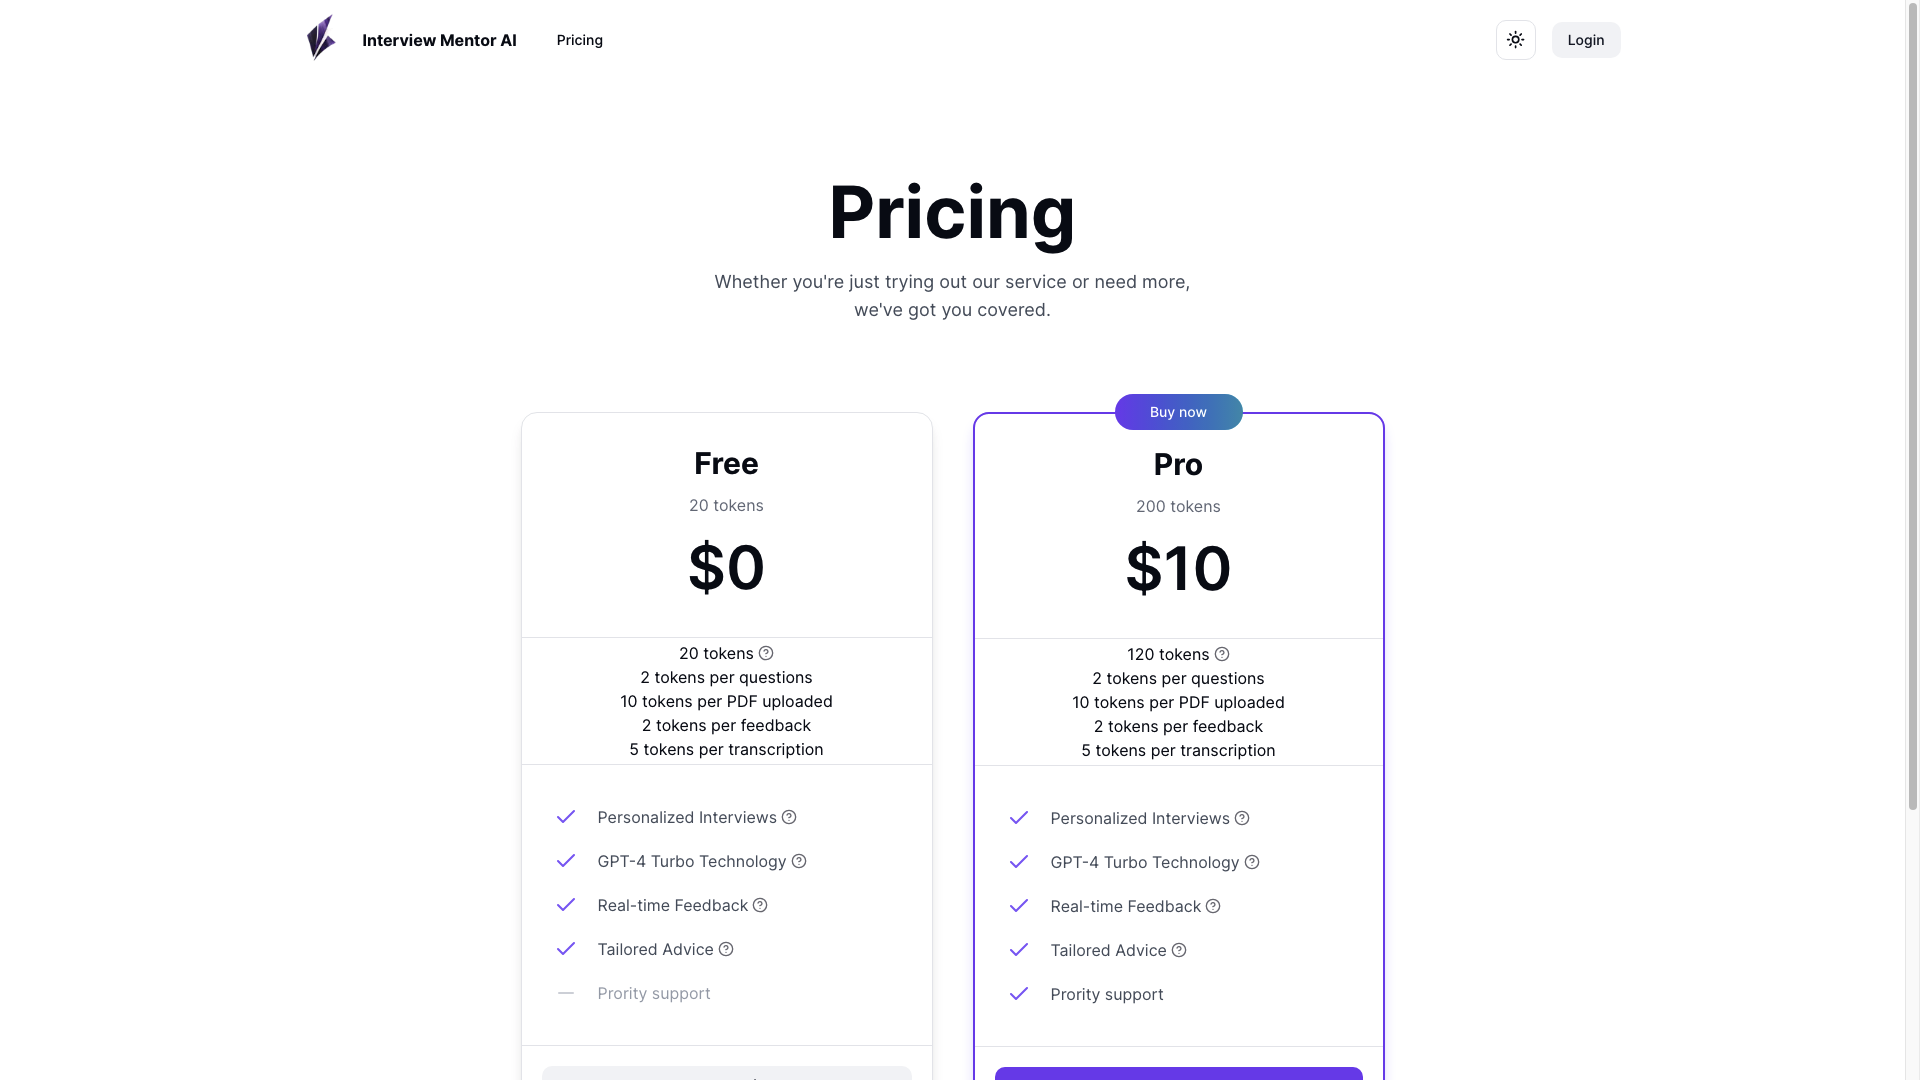 Interview Mentor AI
Pricing
Login
Pricing
Whether you're just trying out our service or need more,
we've got you covered.
Free
20 tokens
$0
20 tokens
2 tokens per questions
10 tokens per PDF uploaded
2 tokens per feedback
5 tokens per transcription
Personalized Interviews
GPT-4 Turbo Technology
Real-time Feedback
Tailored Advice
Prority support
Buy now
Pro
200 tokens
$10
120 tokens
2 tokens per questions
10 tokens per PDF uploaded
2 tokens per feedback
5 tokens per transcription
Personalized Interviews
GPT-4 Turbo Technology
Real-time Feedback
Tailored Advice
Prority support